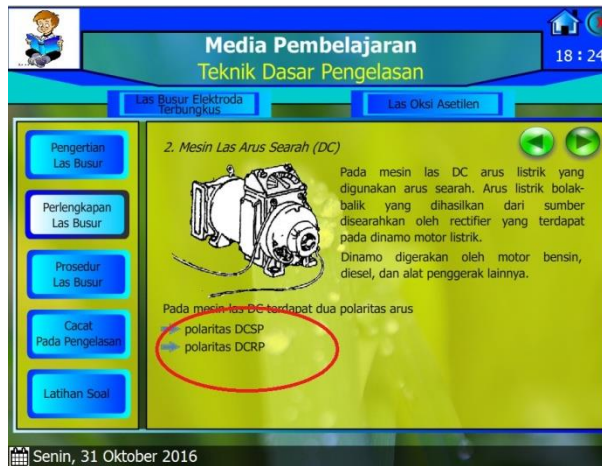 Media Pembelajaran
Teknik Dasar Pengelasan
18 : 24
Las Busur Elektroda
Terbungkus
Las Oksi Asetilen
Pengertian
Las Busur
Perlengkapan
Las Busur
Prosedur
Las Busur
Cacat
Pada Pengelasan
Latihan Soal
2. Mesin Las Arus Searah (DC)
Pada mesin las DC arus listrik yang
digunakan arus searah. Arus listrik bolak-
balik yang dihasilkan dari sumber
disearahkan oleh rectifier yang terdapat
pada dinamo motor listrik.
Dinamo digerakan oleh motor bensin,
diesel, dan alat penggerak lainnya.
Pada mesin las DC terdapat dua polaritas arus
polaritas DCSP
polaritas DCRP
Senin, 31 Oktober 2016